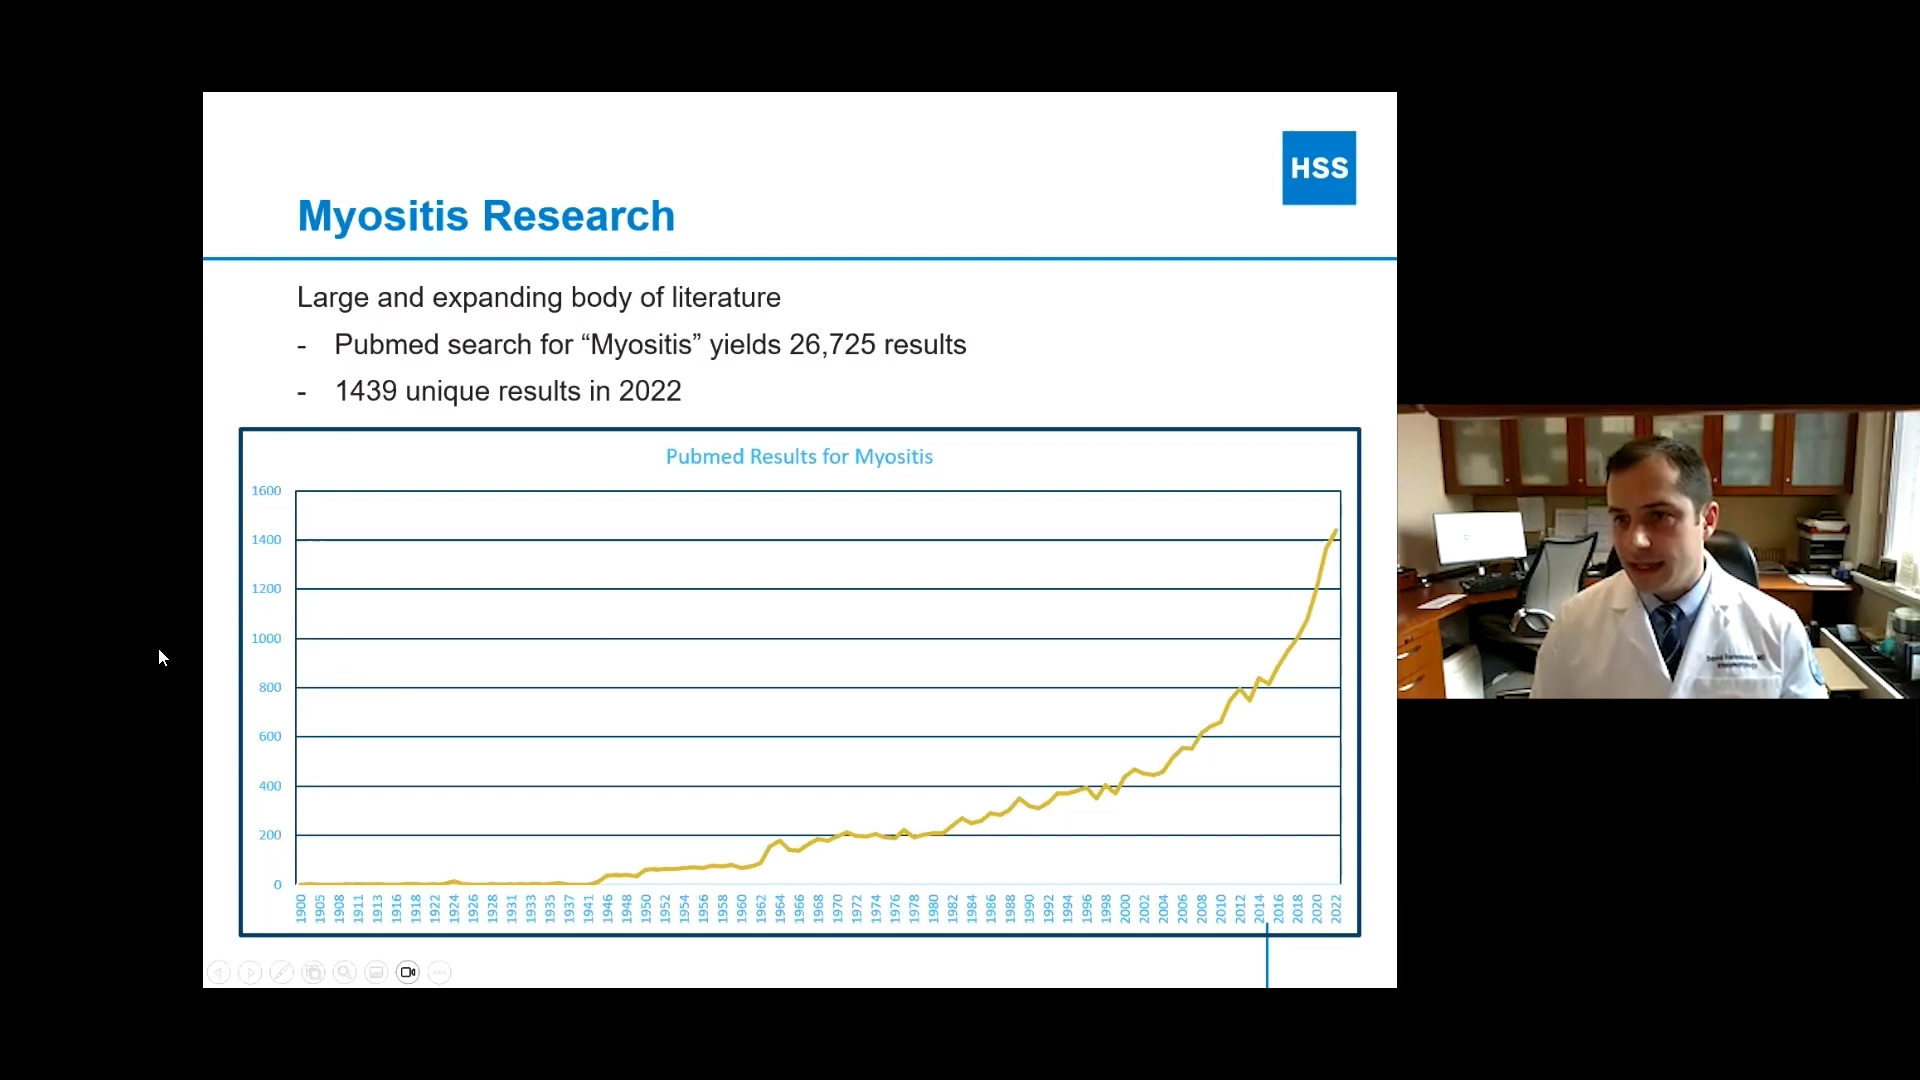 HSS
Myositis Research
Large and expanding body of literature
- Pubmed search for “Myositis” yields 26,725 results
- 1439 unique results in 2022
Pubmed Results for Myositis
1600
1400
1200
1000
800
600
400
200
0
1900 1905 1908 1911 1913 1916 1918 1922 1924 1926 1928 1931 1933 1935 1937 1941 1946 1948 1950 1952 1954 1956 1958 1960 1962 1964 1966 1968 1970 1972 1974 1976 1978 1980 1982 1984 1986 1988 1990 1992 1994 1996 1998 2000 2002 2004 2006 2008 2010 2012 2014 2016 2018 2020 2022